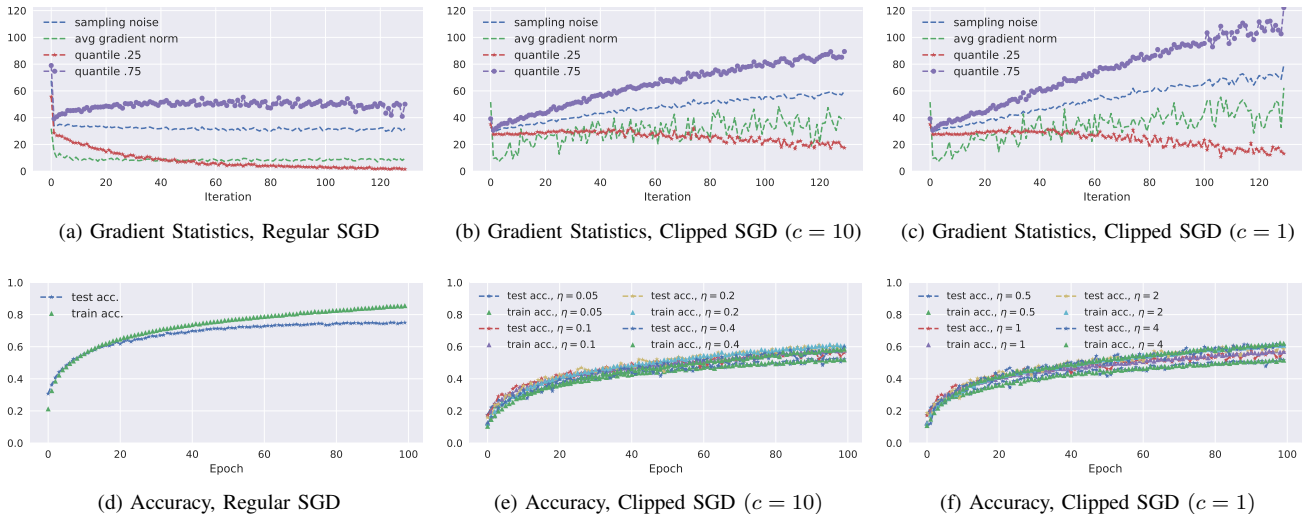 120
100
80
60
40
20
0
sampling noise
avg gradient norm
quantile .25
quantile .75
0 20 40 60 80 100 120
Iteration
(a) Gradient Statistics, Regular SGD
120
100
80
60
40
20
0
sampling noise
avg gradient norm
quantile .25
quantile .75
0 20 40 60 80 100 120
Iteration
(b) Gradient Statistics, Clipped SGD (c = 10)
120
100
80
60
40
20
0
sampling noise
avg gradient norm
quantile .25
quantile .75
0 20 40 60 80 100 120
Iteration
(c) Gradient Statistics, Clipped SGD (c = 1)
1.0
0.8
0.6
0.4
0.2
0.0
test acc.
train acc.
0 20 40 60 80 100
Epoch
(d) Accuracy, Regular SGD
1.0
0.8
0.6
0.4
0.2
0.0
test acc., η = 0.05
train acc., η = 0.05
test acc., η = 0.1
train acc., η = 0.1
test acc., η = 0.2
train acc., η = 0.2
test acc., η = 0.4
train acc., η = 0.4
0 20 40 60 80 100
Epoch
(e) Accuracy, Clipped SGD (c = 10)
1.0
0.8
0.6
0.4
0.2
0.0
test acc., η = 0.5
train acc., η = 0.5
test acc., η = 1
train acc., η = 1
test acc., η = 2
train acc., η = 2
test acc., η = 4
train acc., η = 4
0 20 40 60 80 100
Epoch
(f) Accuracy, Clipped SGD (c = 1)